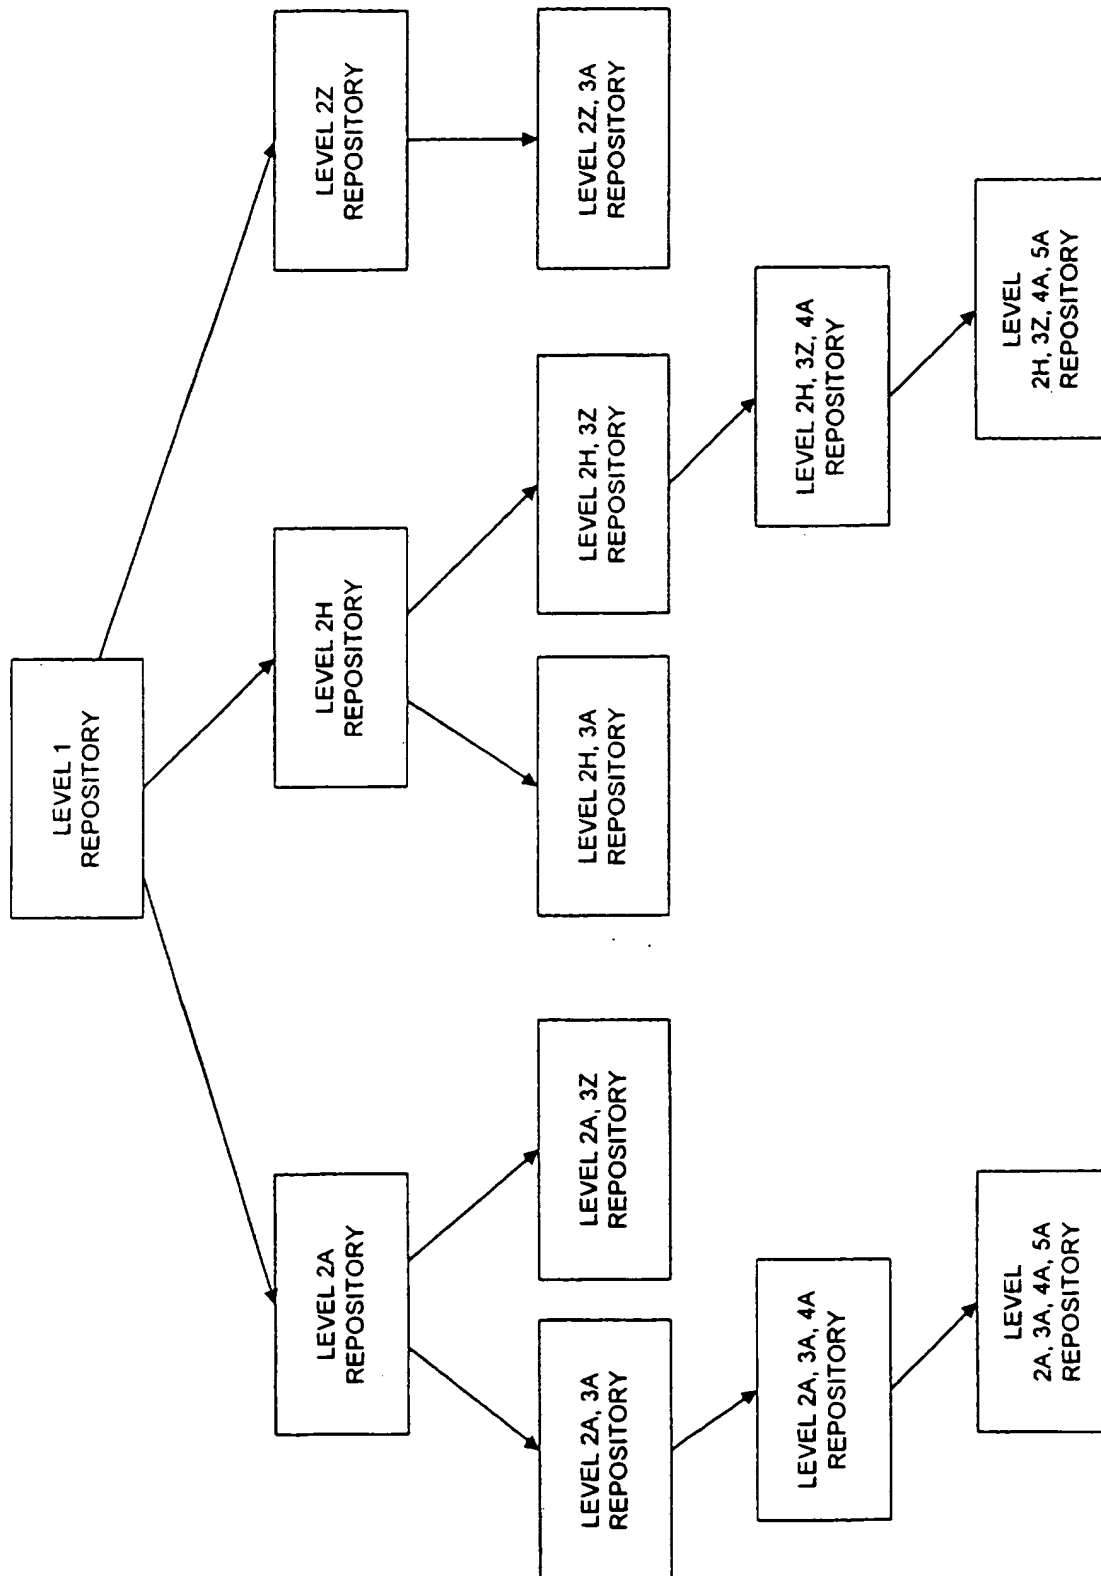 LEVEL 1
REPOSITORY
LEVEL 2A
REPOSITORY
LEVEL 2H
REPOSITORY
LEVEL 2Z
REPOSITORY
LEVEL 2A, 3A
REPOSITORY
LEVEL 2A, 3Z
REPOSITORY
LEVEL 2H, 3A
REPOSITORY
LEVEL 2H, 3Z
REPOSITORY
LEVEL 2Z, 3A
REPOSITORY
LEVEL 2A, 3A, 4A
REPOSITORY
LEVEL 2H, 3Z, 4A
REPOSITORY
LEVEL
2A, 3A, 4A, 5A
REPOSITORY
LEVEL
2H, 3Z, 4A, 5A
REPOSITORY